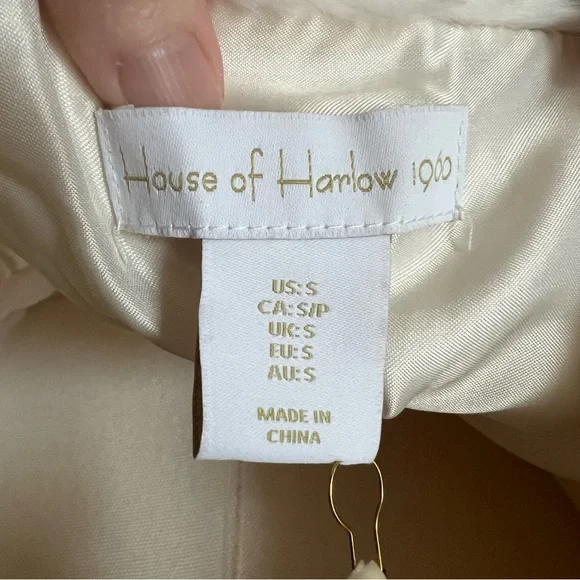 House of Harlow 1960
US: S
CA: S/P
UK: S
EU: S
AU: S
MADE IN
CHINA